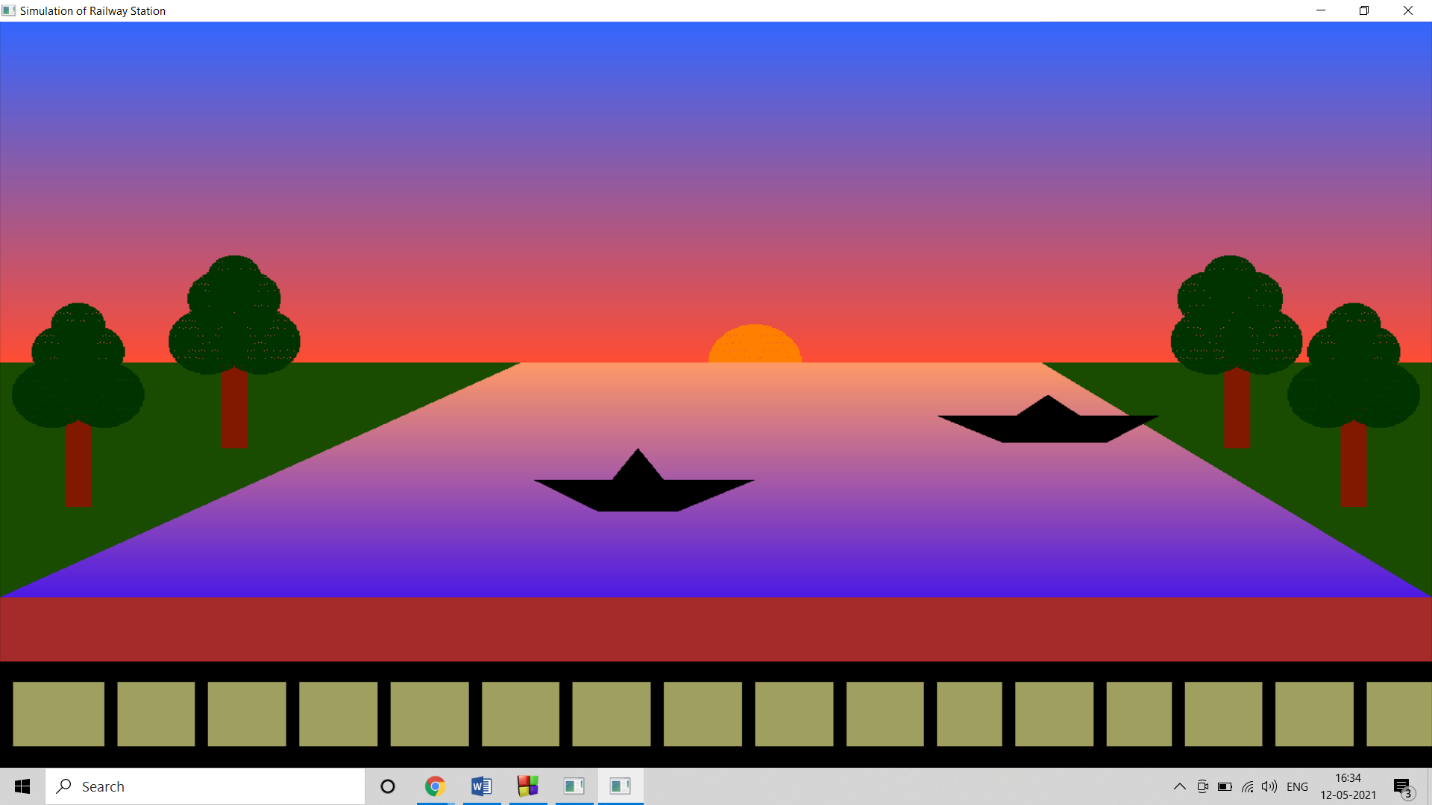 Simulation of Railway Station
Search
W
ENG
16:34
12-05-2021
3